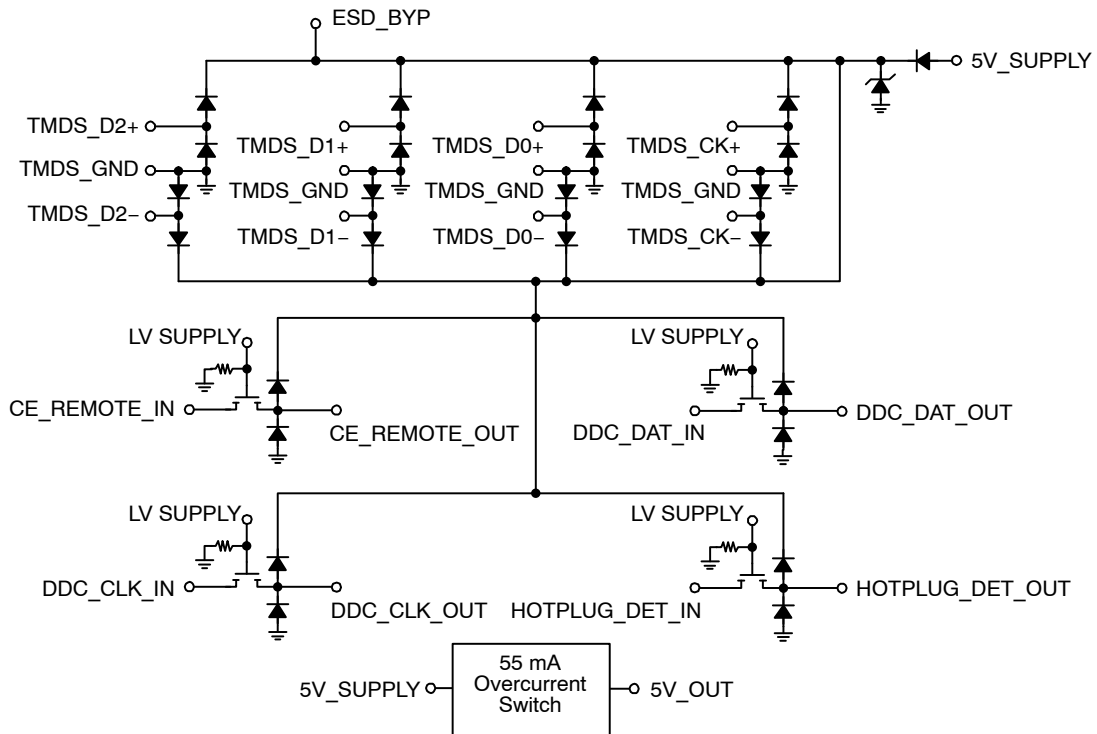 ESD_BYP
5V_SUPPLY
TMDS_D2+
TMDS_D1+
TMDS_D0+
TMDS_CK+
TMDS_GND
TMDS_GND
TMDS_GND
TMDS_GND
TMDS_D2−
TMDS_D1−
TMDS_D0−
TMDS_CK−
LV SUPPLY
LV SUPPLY
CE_REMOTE_IN
CE_REMOTE_OUT
DDC_DAT_IN
DDC_DAT_OUT
LV SUPPLY
LV SUPPLY
DDC_CLK_IN
DDC_CLK_OUT
HOTPLUG_DET_IN
HOTPLUG_DET_OUT
55 mA
Overcurrent
Switch
5V_SUPPLY
5V_OUT